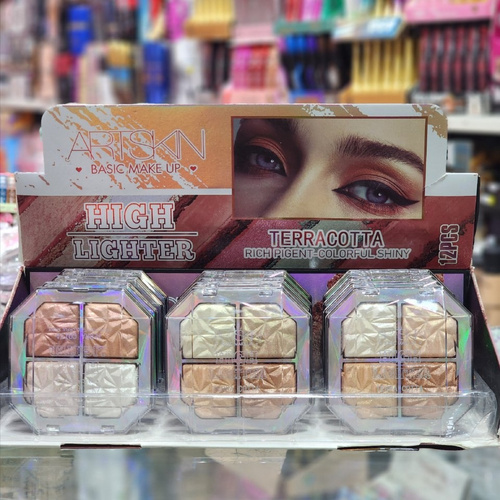 ARTSKIN
BASIC MAKE UP
HIGH
LIGHTER
TERRACOTTA
RICH PIGENT-COLORFUL SHINY
12PCS